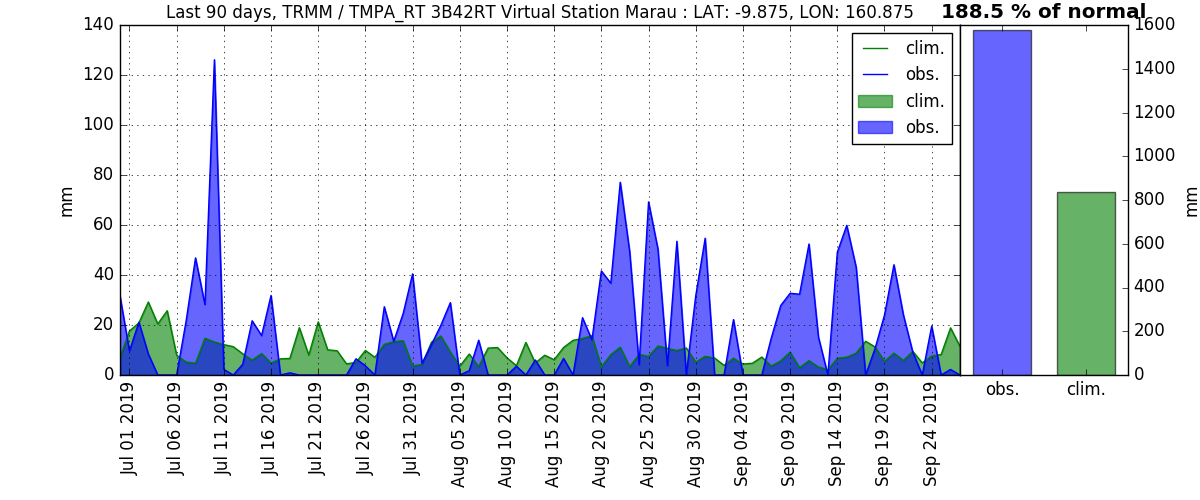 Last 90 days, TRMM / TMPA_RT 3B42RT Virtual Station Marau : LAT: -9.875, LON: 160.875
188.5 % of normal
140
120
100
80
60
40
20
0
mm
clim.
obs.
clim.
obs.
1600
1400
1200
1000
800
600
400
200
0
mm
Jul 01 2019
Jul 06 2019
Jul 11 2019
Jul 16 2019
Jul 21 2019
Jul 26 2019
Jul 31 2019
Aug 05 2019
Aug 10 2019
Aug 15 2019
Aug 20 2019
Aug 25 2019
Aug 30 2019
Sep 04 2019
Sep 09 2019
Sep 14 2019
Sep 19 2019
Sep 24 2019
obs.
clim.